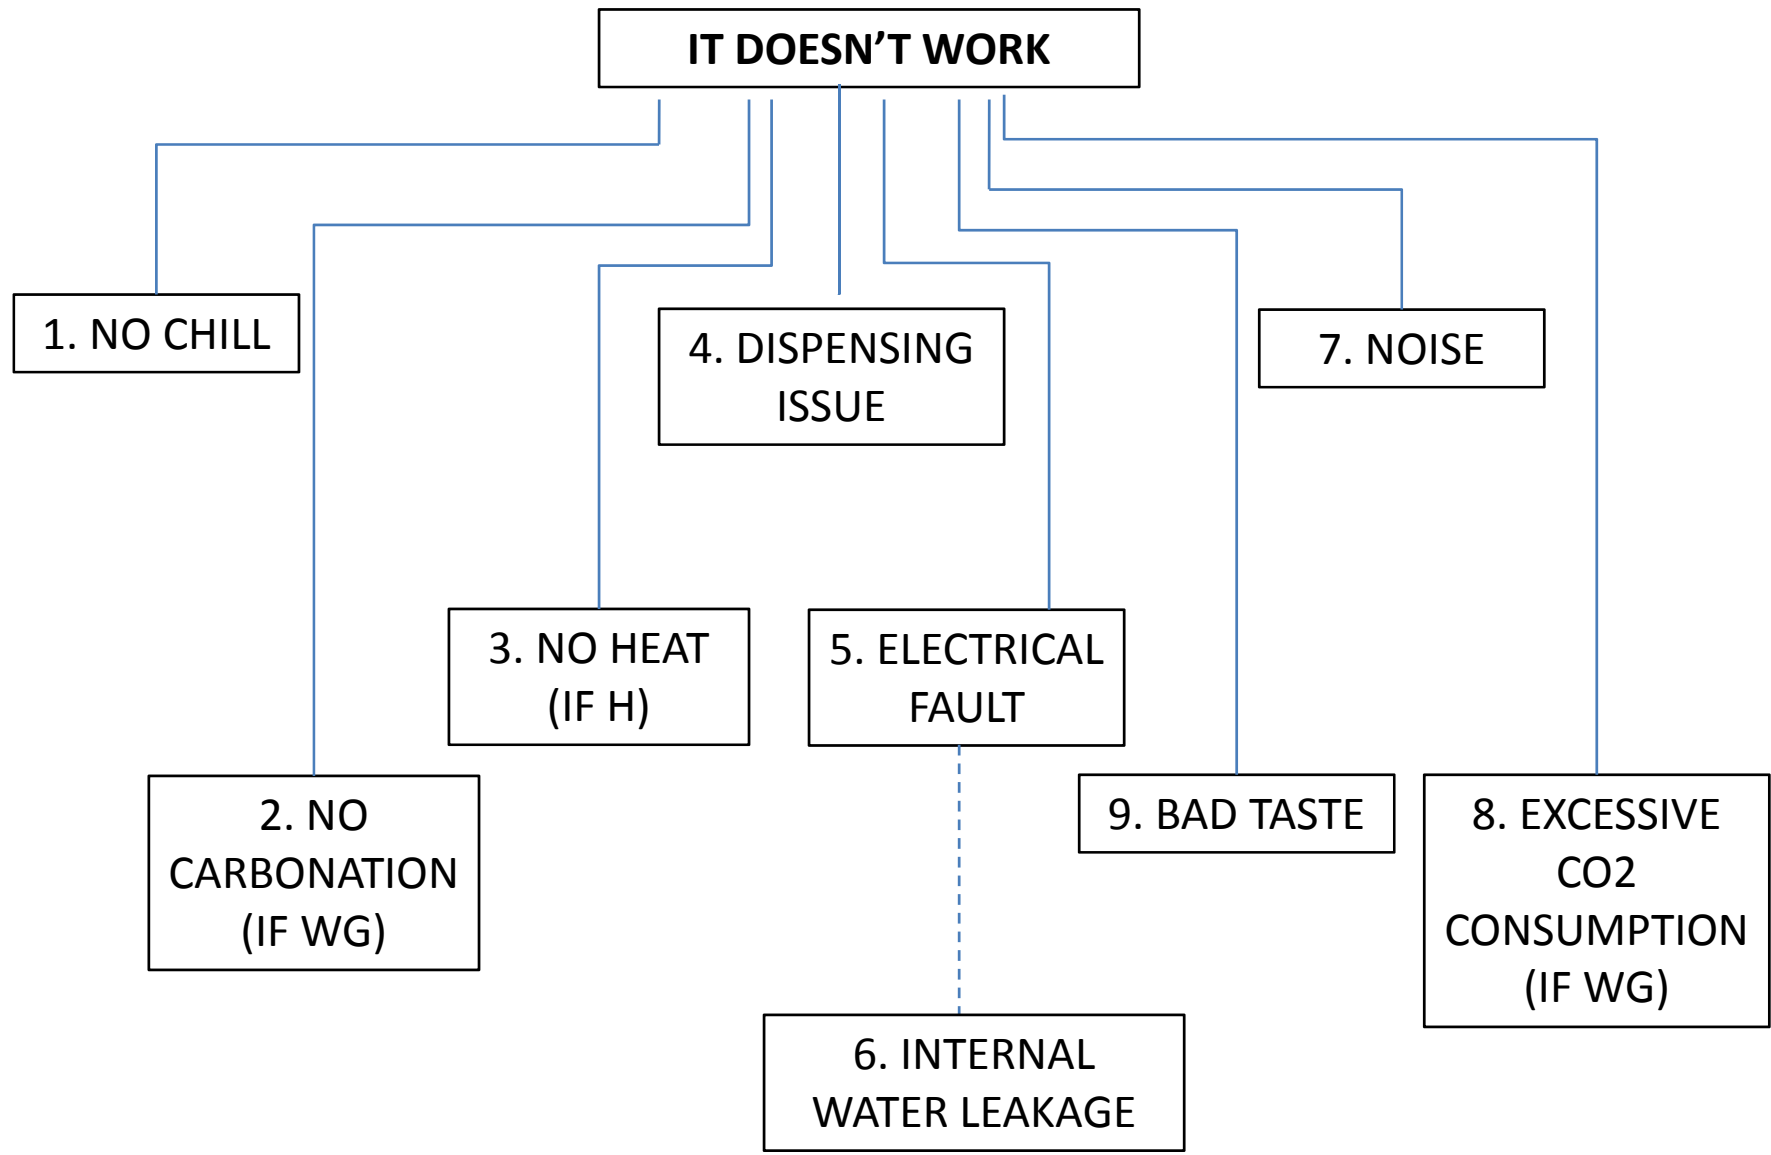 IT DOESN’T WORK
1. NO CHILL
4. DISPENSING
ISSUE
7. NOISE
3. NO HEAT
(IF H)
5. ELECTRICAL
FAULT
2. NO
CARBONATION
(IF WG)
9. BAD TASTE
8. EXCESSIVE
CO2
CONSUMPTION
(IF WG)
6. INTERNAL
WATER LEAKAGE